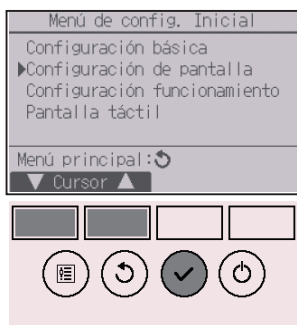 Menú de config. Inicial
Configuración básica
▶Configuración de pantalla
Configuración funcionamiento
Pantalla táctil
Menú principal:↺
▼ Cursor ▲